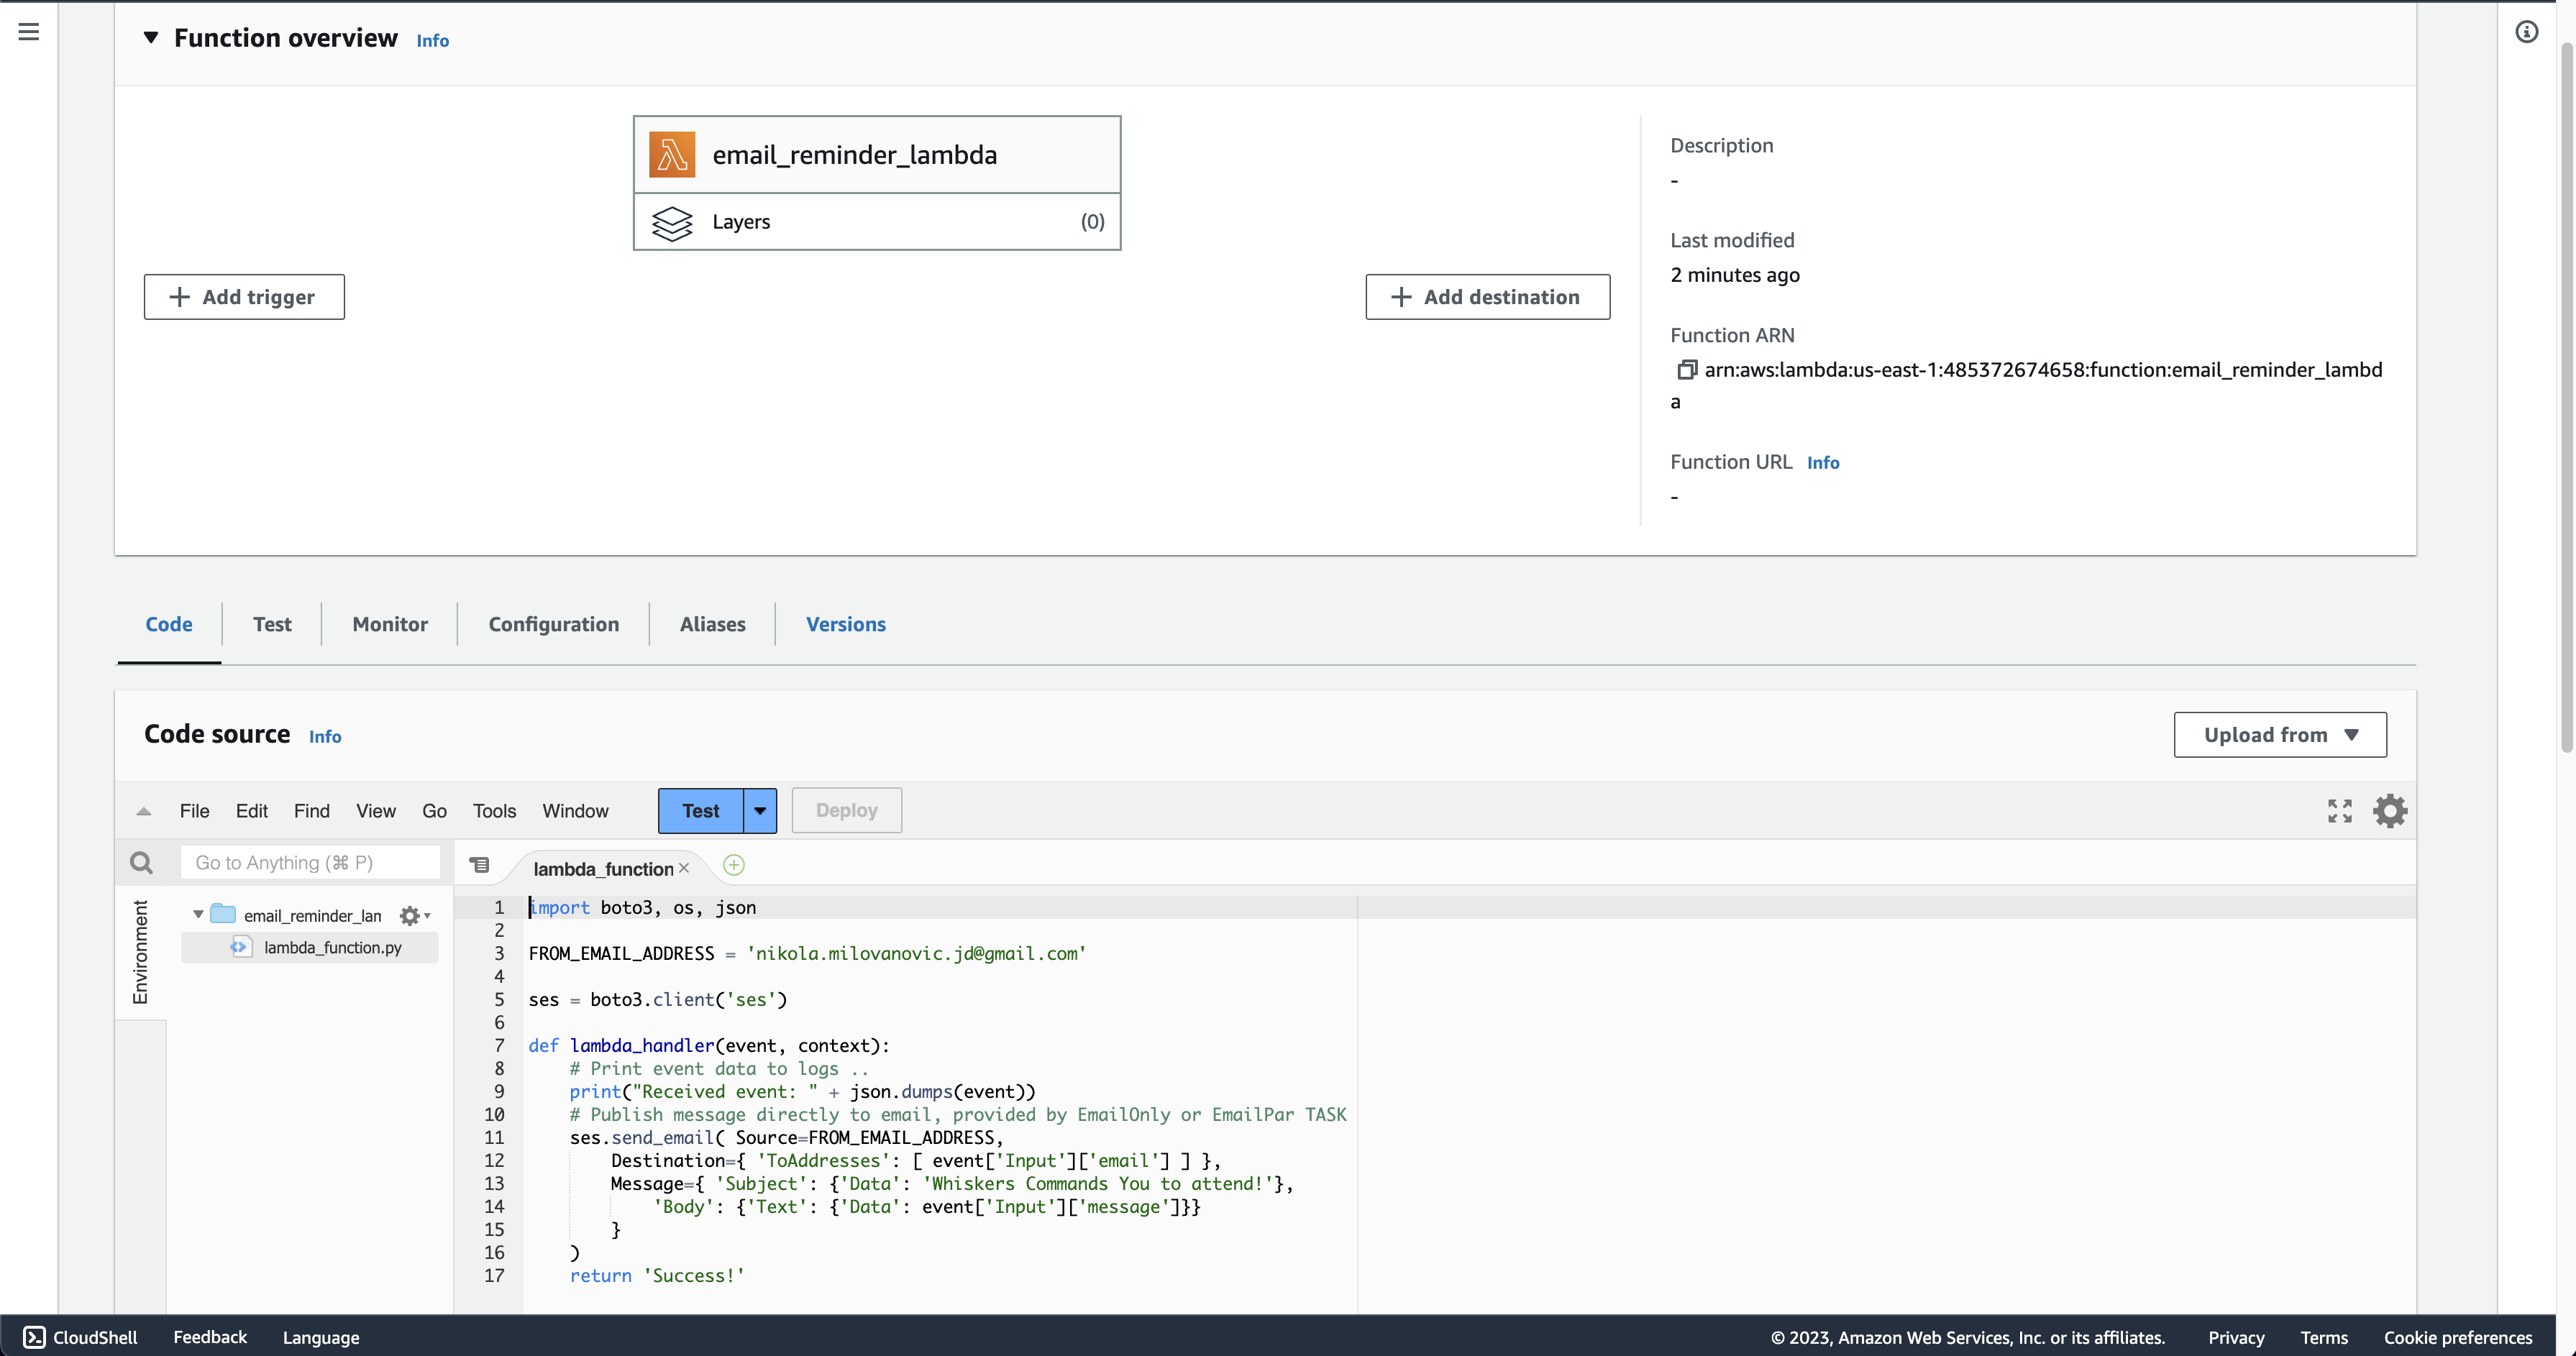 Function overview Info
email_reminder_lambda
Layers (0)
Add trigger
Add destination
Description
-
Last modified
2 minutes ago
Function ARN
arn:aws:lambda:us-east-1:485372674658:function:email_reminder_lambd
a
Function URL Info
-
Code Test Monitor Configuration Aliases Versions
Code source Info
Upload from
File Edit Find View Go Tools Window Test Deploy
Go to Anything (⌘ P)
lambda_function
Environment
email_reminder_lam
lambda_function.py
1 import boto3, os, json
2
3 FROM_EMAIL_ADDRESS = 'nikola.milovanovic.jd@gmail.com'
4
5 ses = boto3.client('ses')
6
7 def lambda_handler(event, context):
8 # Print event data to logs ..
9 print("Received event: " + json.dumps(event))
10 # Publish message directly to email, provided by EmailOnly or EmailPar TASK
11 ses.send_email( Source=FROM_EMAIL_ADDRESS,
12 Destination={ 'ToAddresses': [ event['Input']['email'] ] },
13 Message={ 'Subject': {'Data': 'Whiskers Commands You to attend!'},
14 'Body': {'Text': {'Data': event['Input']['message']}}
15 }
16 )
17 return 'Success!'
CloudShell Feedback Language
© 2023, Amazon Web Services, Inc. or its affiliates. Privacy Terms Cookie preferences